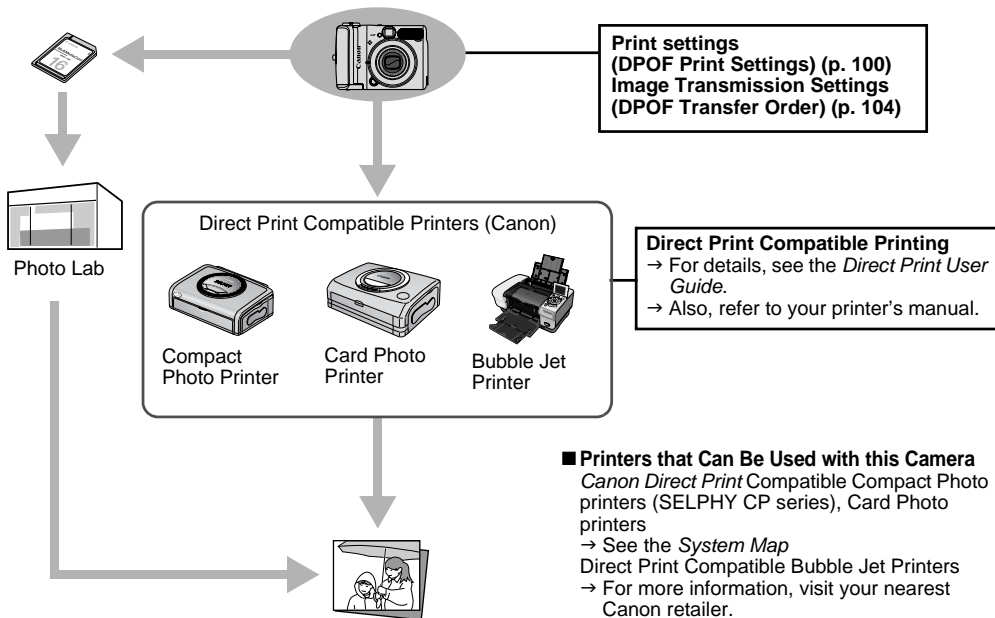 Print settings
(DPOF Print Settings) (p. 100)
Image Transmission Settings
(DPOF Transfer Order) (p. 104)
16
Canon
Photo Lab
Direct Print Compatible Printers (Canon)
Compact
Photo Printer
Card Photo
Printer
Bubble Jet
Printer
Direct Print Compatible Printing
→ For details, see the Direct Print User
Guide.
→ Also, refer to your printer’s manual.
■ Printers that Can Be Used with this Camera
Canon Direct Print Compatible Compact Photo
printers (SELPHY CP series), Card Photo
printers
→ See the System Map
Direct Print Compatible Bubble Jet Printers
→ For more information, visit your nearest
Canon retailer.